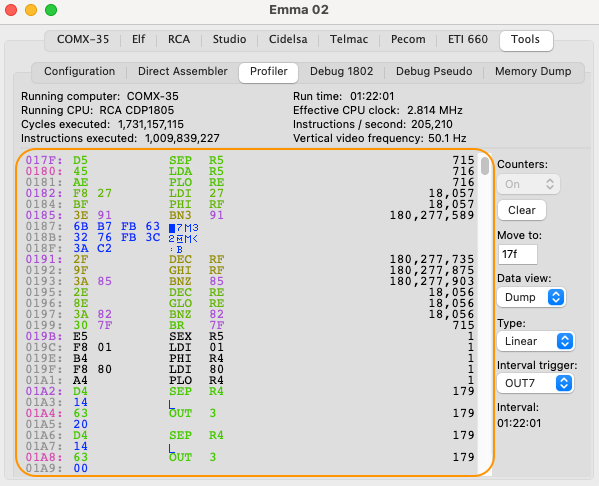 Emma 02
COMX-35 Elf RCA Studio Cidelsa Telmac Pecom ETI 660 Tools
Configuration Direct Assembler Profiler Debug 1802 Debug Pseudo Memory Dump
Running computer: COMX-35 Run time: 01:22:01
Running CPU: RCA CDP1805 Effective CPU clock: 2.814 MHz
Cycles executed: 1,731,157,115 Instructions / second: 205,210
Instructions executed: 1,009,839,227 Vertical video frequency: 50.1 Hz
017F: D5 SEP R5 715
0180: 45 LDA R5 716
0181: AE PLO RE 716
0182: F8 27 LDI 27 18,057
0184: BF PHI RF 18,057
0185: 3E 91 BN3 91 180,277,589
0187: 6B B7 FB 63
018B: 32 76 FB 3C
018F: 3A C2
0191: 2F DEC RF 180,277,735
0192: 9F GHI RF 180,277,875
0193: 3A 85 BNZ 85 180,277,903
0195: 2E DEC RE 18,056
0196: 8E GLO RE 18,056
0197: 3A 82 BNZ 82 18,056
0199: 30 7F BR 7F 715
019B: E5 SEX R5 1
019C: F8 01 LDI 01 1
019E: B4 PHI R4 1
019F: F8 80 LDI 80 1
01A1: A4 PLO R4 1
01A2: D4 SEP R4 179
01A3: 14
01A4: 63 OUT 3 179
01A5: 20
01A6: D4 SEP R4 179
01A7: 14
01A8: 63 OUT 3 179
01A9: 00
Counters:
On
Clear
Move to:
17f
Data view:
Dump
Type:
Linear
Interval trigger:
OUT7
Interval:
01:22:01